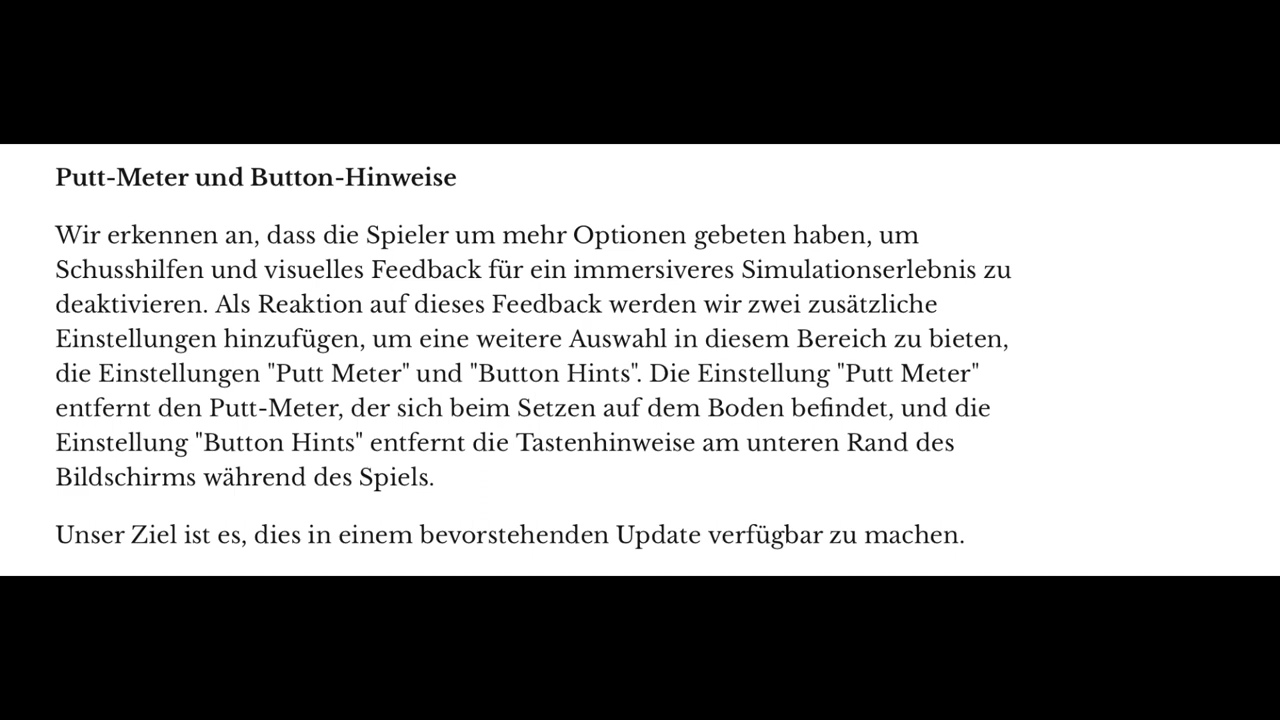 Putt-Meter und Button-Hinweise
Wir erkennen an, dass die Spieler um mehr Optionen gebeten haben, um
Schusshilfen und visuelles Feedback für ein immersiveres Simulationserlebnis zu
deaktivieren. Als Reaktion auf dieses Feedback werden wir zwei zusätzliche
Einstellungen hinzufügen, um eine weitere Auswahl in diesem Bereich zu bieten,
die Einstellungen "Putt Meter" und "Button Hints". Die Einstellung "Putt Meter"
entfernt den Putt-Meter, der sich beim Setzen auf dem Boden befindet, und die
Einstellung "Button Hints" entfernt die Tastenhinweise am unteren Rand des
Bildschirms während des Spiels.
Unser Ziel ist es, dies in einem bevorstehenden Update verfügbar zu machen.